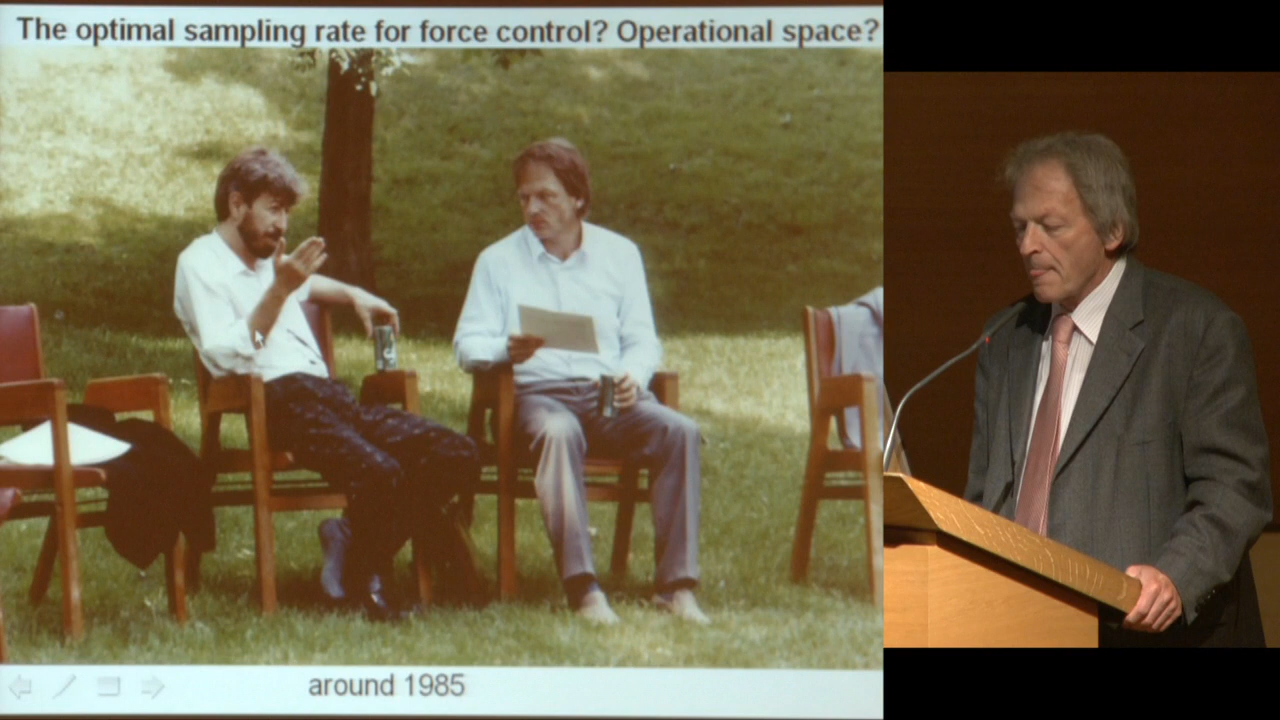 The optimal sampling rate for force control? Operational space?
around 1985